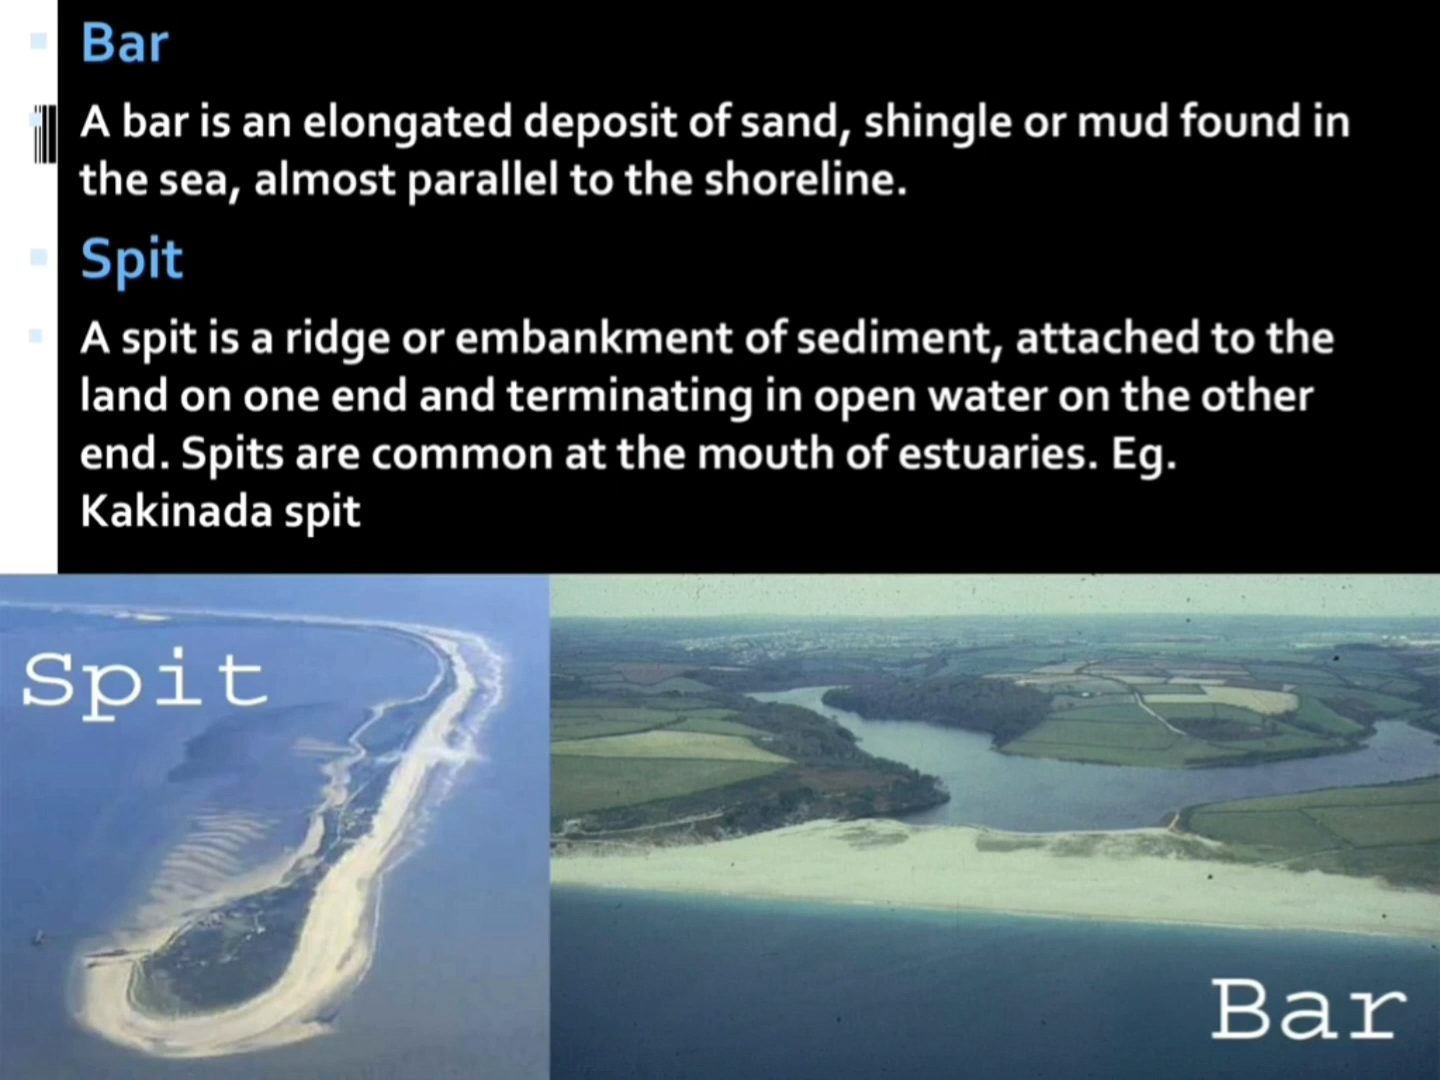 Bar
A bar is an elongated deposit of sand, shingle or mud found in
the sea, almost parallel to the shoreline.
Spit
A spit is a ridge or embankment of sediment, attached to the
land on one end and terminating in open water on the other
end. Spits are common at the mouth of estuaries. Eg.
Kakinada spit
Spit
Bar